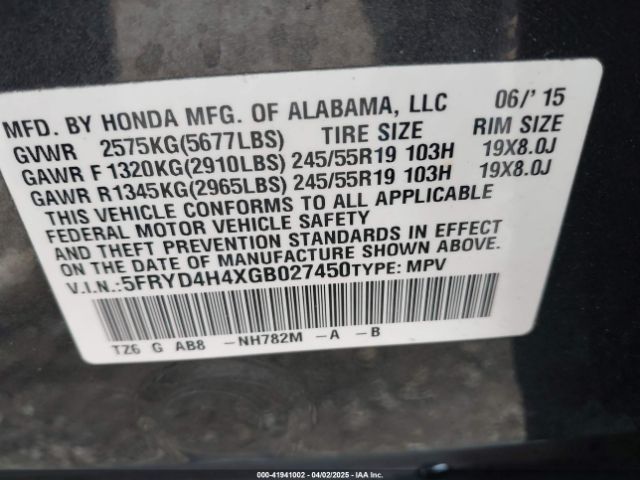 MFD. BY HONDA MFG. OF ALABAMA, LLC 06/'15
GVWR 2575KG(5677LBS) TIRE SIZE RIM SIZE
GAWR F 1320KG(2910LBS) 245/55R19 103H 19X8.0J
GAWR R1345KG(2965LBS) 245/55R19 103H 19X8.0J
THIS VEHICLE CONFORMS TO ALL APPLICABLE
FEDERAL MOTOR VEHICLE SAFETY
AND THEFT PREVENTION STANDARDS IN EFFECT
ON THE DATE OF MANUFACTURE SHOWN ABOVE.
V.I.N.:5FRYD4H4XGB027450TYPE: MPV
TZ6 G AB8 -NH782M -A -B
000-41941002 - 04/02/2025 - IAAI.COM